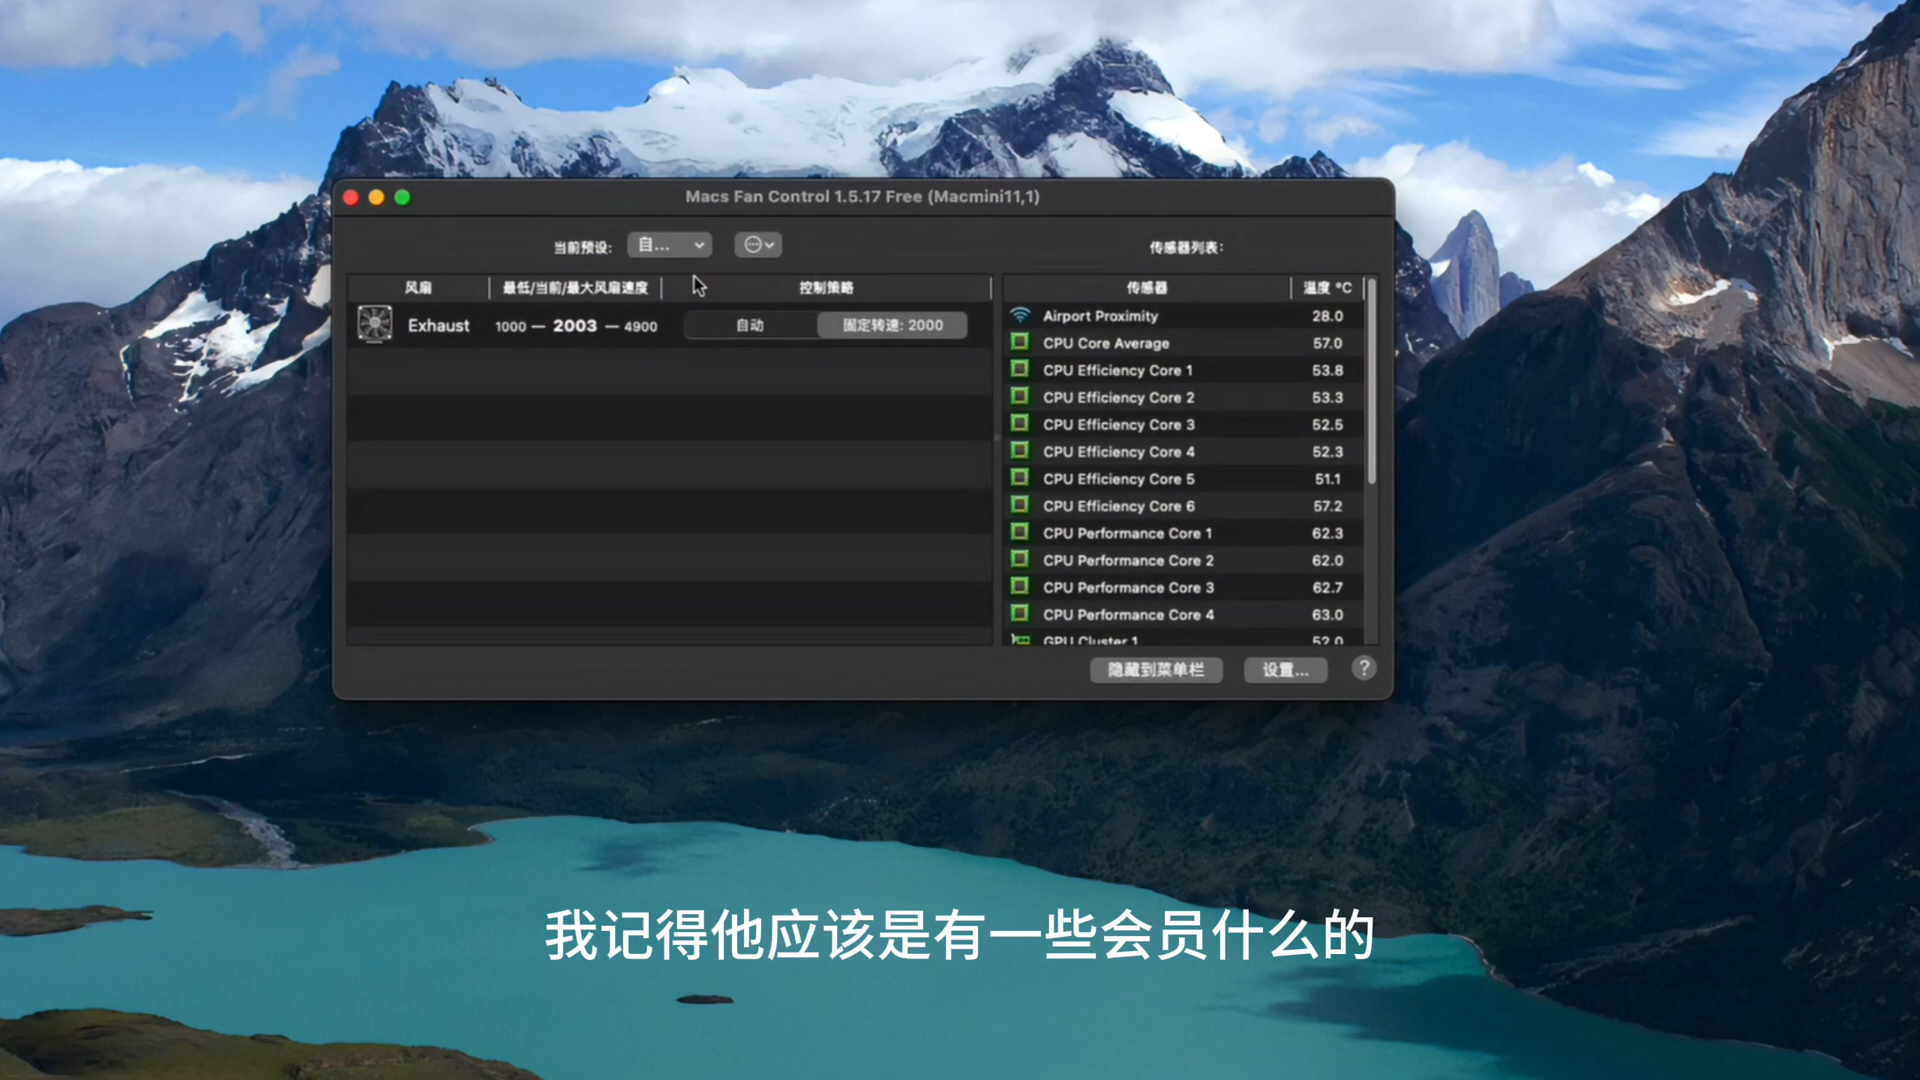 Macs Fan Control 1.5.17 Free (Macmini11,1)
当前预设: 自...
传感器列表:
风扇 最低/当前/最大风扇速度 控制策略
Exhaust 1000 — 2003 — 4900 自动 固定转速: 2000
传感器 温度 °C
Airport Proximity 28.0
CPU Core Average 57.0
CPU Efficiency Core 1 53.8
CPU Efficiency Core 2 53.3
CPU Efficiency Core 3 52.5
CPU Efficiency Core 4 52.3
CPU Efficiency Core 5 51.1
CPU Efficiency Core 6 57.2
CPU Performance Core 1 62.3
CPU Performance Core 2 62.0
CPU Performance Core 3 62.7
CPU Performance Core 4 63.0
GPU Cluster 1 52.0
隐藏到菜单栏 设置... ?
我记得他应该是有一些会员什么的